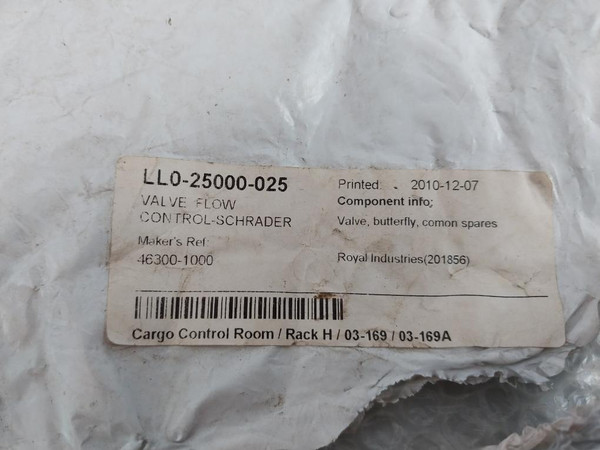 LL0-25000-025
VALVE FLOW
CONTROL-SCHRADER
Maker's Ref
46300-1000
Printed: 2010-12-07
Component info;
Valve, butterfly, comon spares
Royal Industries(201856)
Cargo Control Room / Rack H / 03-169 / 03-169A